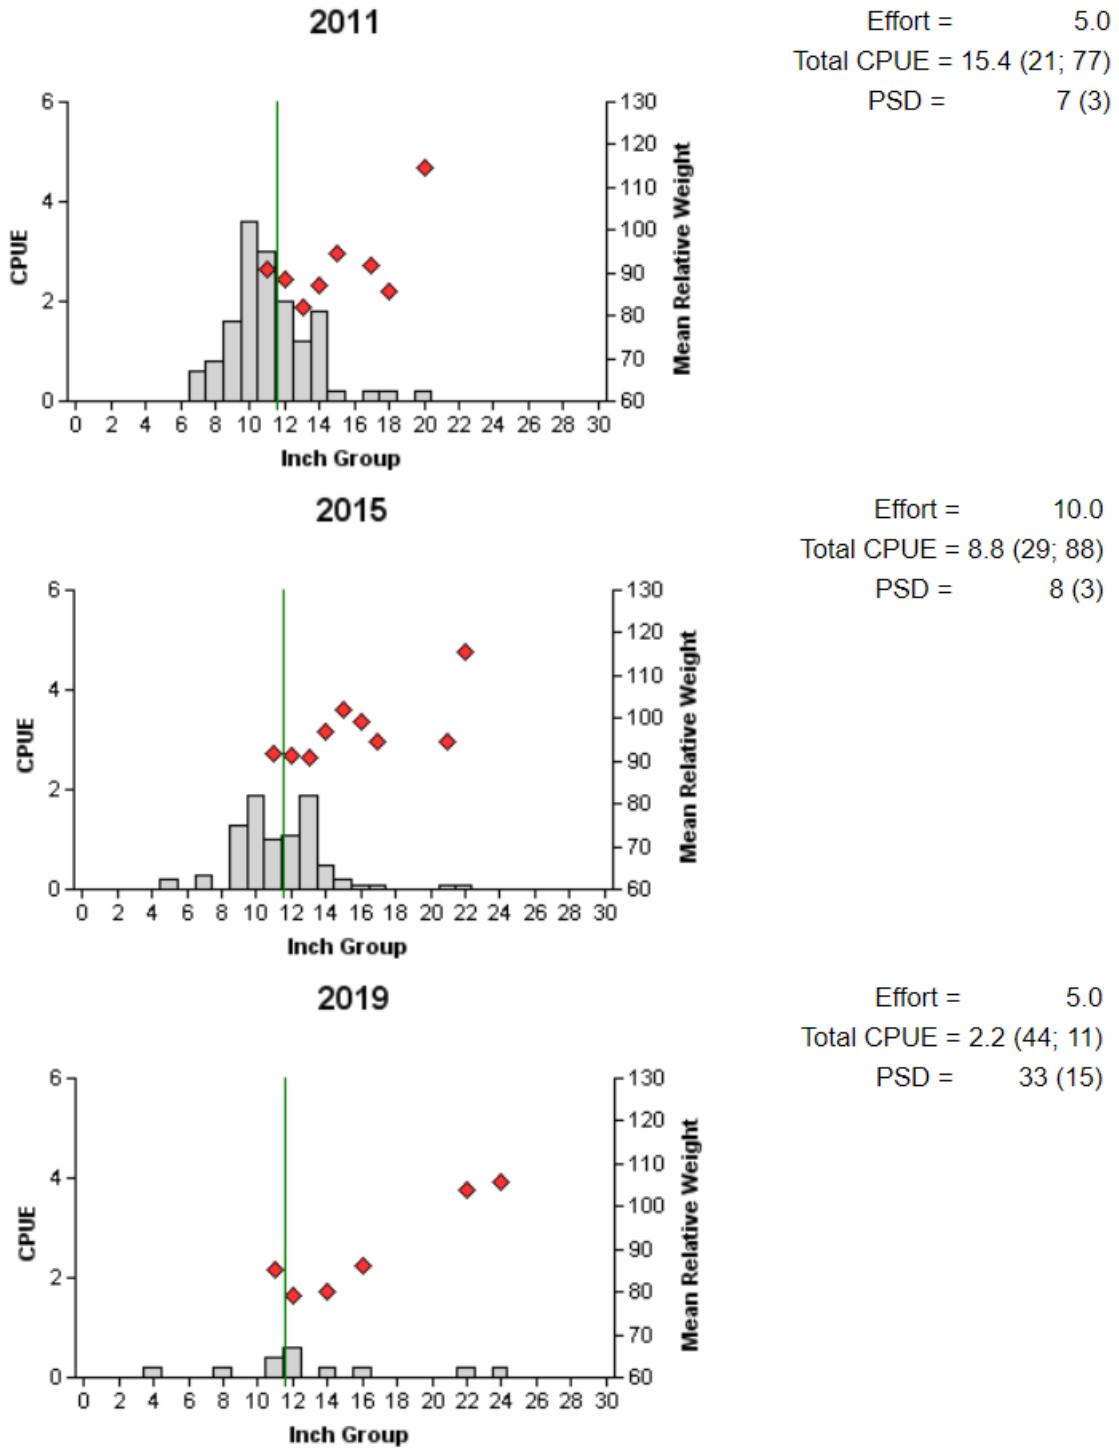 2011
Effort = 5.0
Total CPUE = 15.4 (21; 77)
PSD = 7 (3)
6
4
2
0
CPUE
130
120
110
100
90
80
70
60
Mean Relative Weight
0 2 4 6 8 10 12 14 16 18 20 22 24 26 28 30
Inch Group
2015
Effort = 10.0
Total CPUE = 8.8 (29; 88)
PSD = 8 (3)
6
4
2
0
CPUE
130
120
110
100
90
80
70
60
Mean Relative Weight
0 2 4 6 8 10 12 14 16 18 20 22 24 26 28 30
Inch Group
2019
Effort = 5.0
Total CPUE = 2.2 (44; 11)
PSD = 33 (15)
6
4
2
0
CPUE
130
120
110
100
90
80
70
60
Mean Relative Weight
0 2 4 6 8 10 12 14 16 18 20 22 24 26 28 30
Inch Group